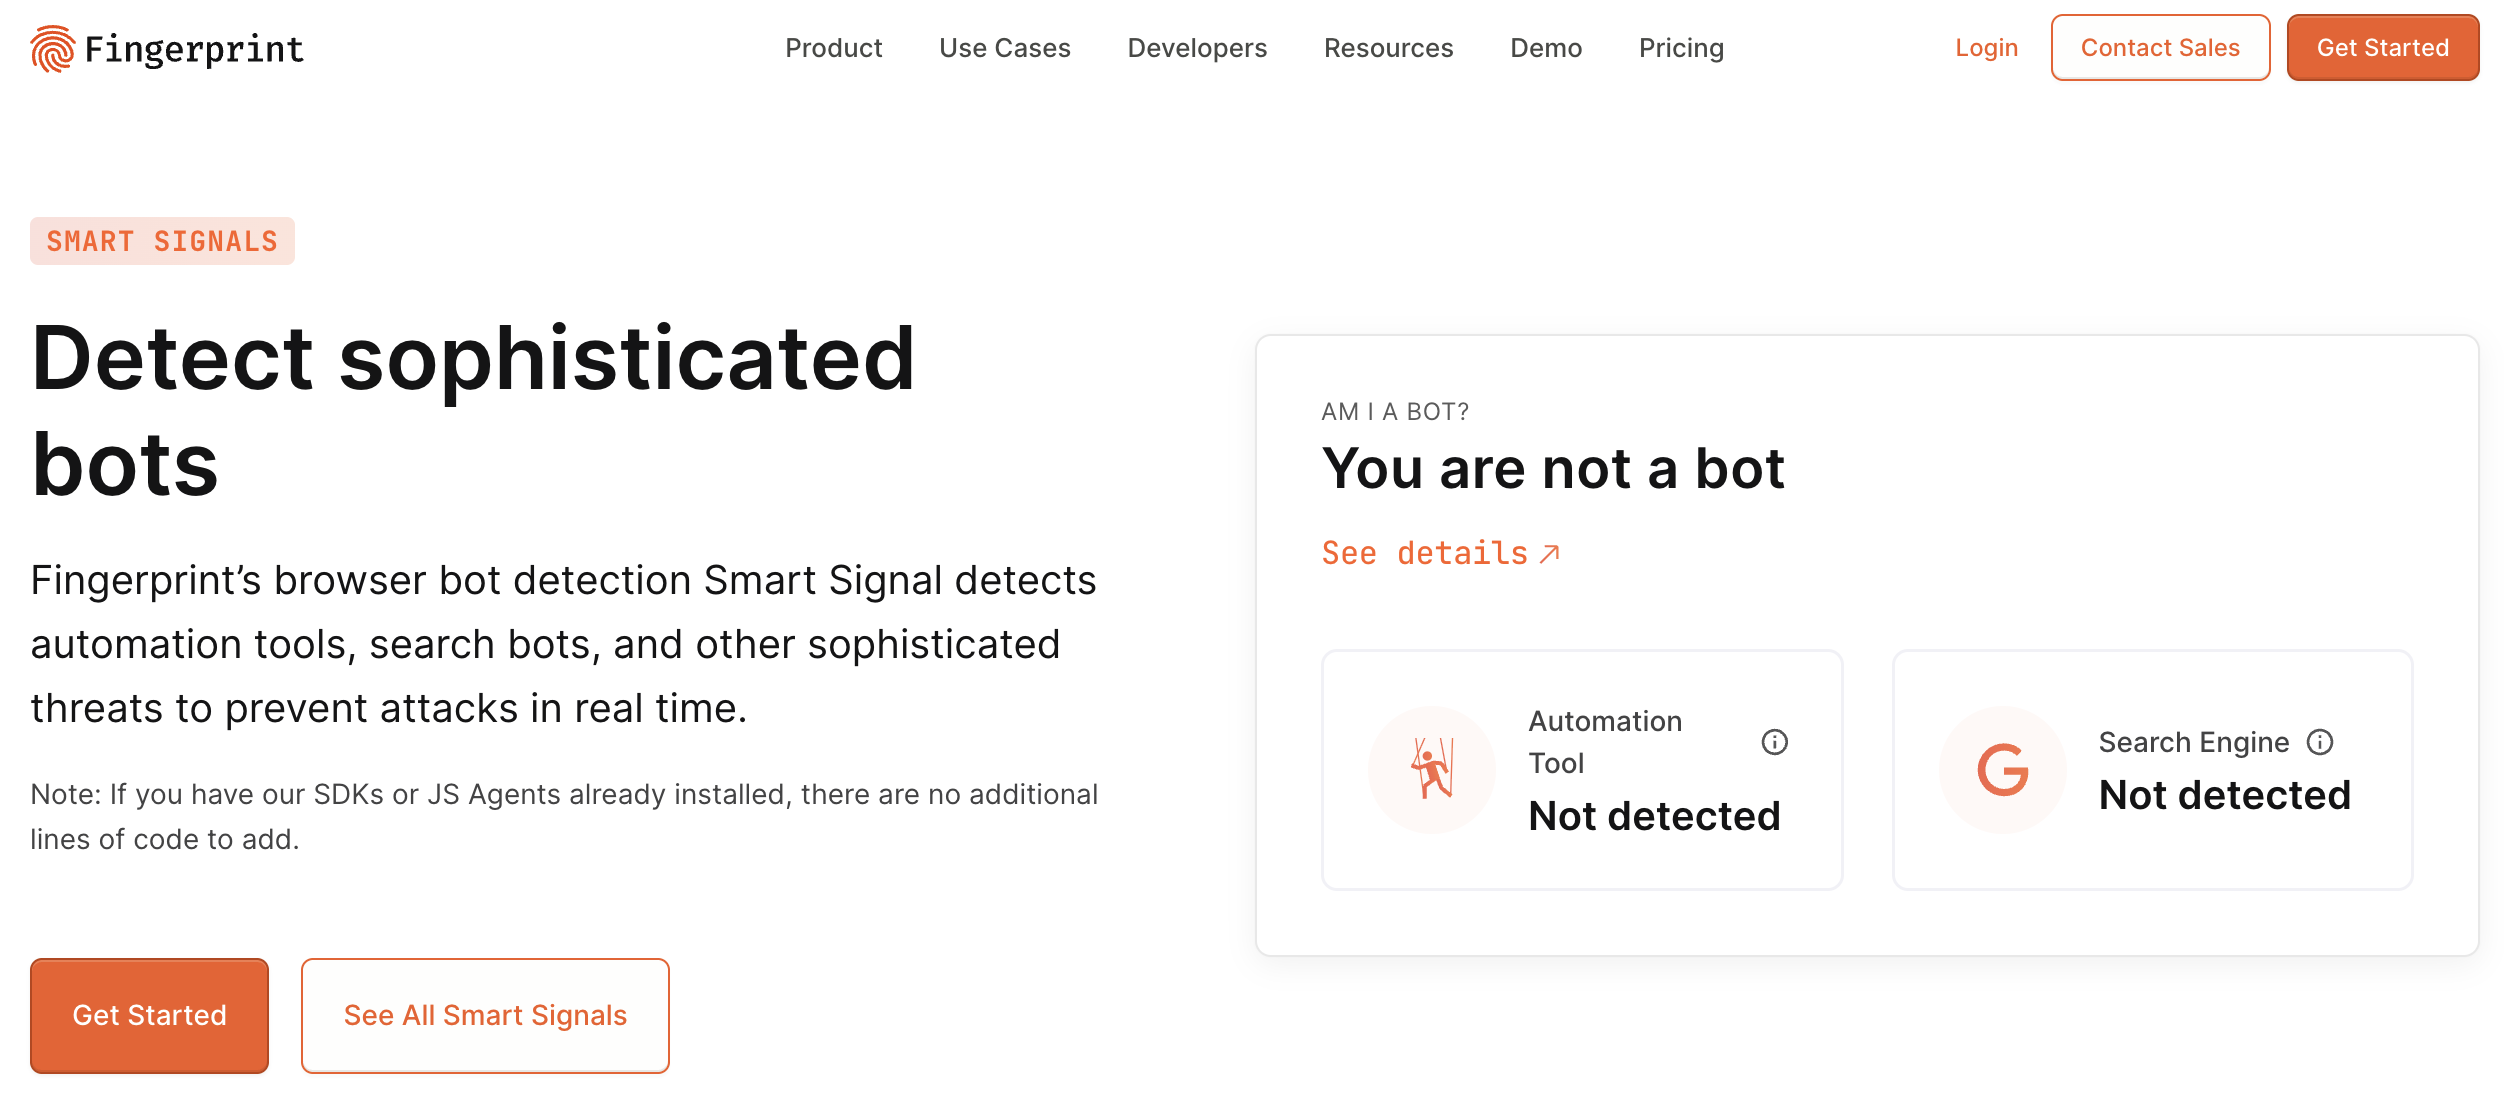 Fingerprint
Product
Use Cases
Developers
Resources
Demo
Pricing
Login
Contact Sales
Get Started
SMART SIGNALS
Detect sophisticated
bots
Fingerprint’s browser bot detection Smart Signal detects
automation tools, search bots, and other sophisticated
threats to prevent attacks in real time.
Note: If you have our SDKs or JS Agents already installed, there are no additional
lines of code to add.
Get Started
See All Smart Signals
AM I A BOT?
You are not a bot
See details
Automation
Tool
Not detected
Search Engine
Not detected